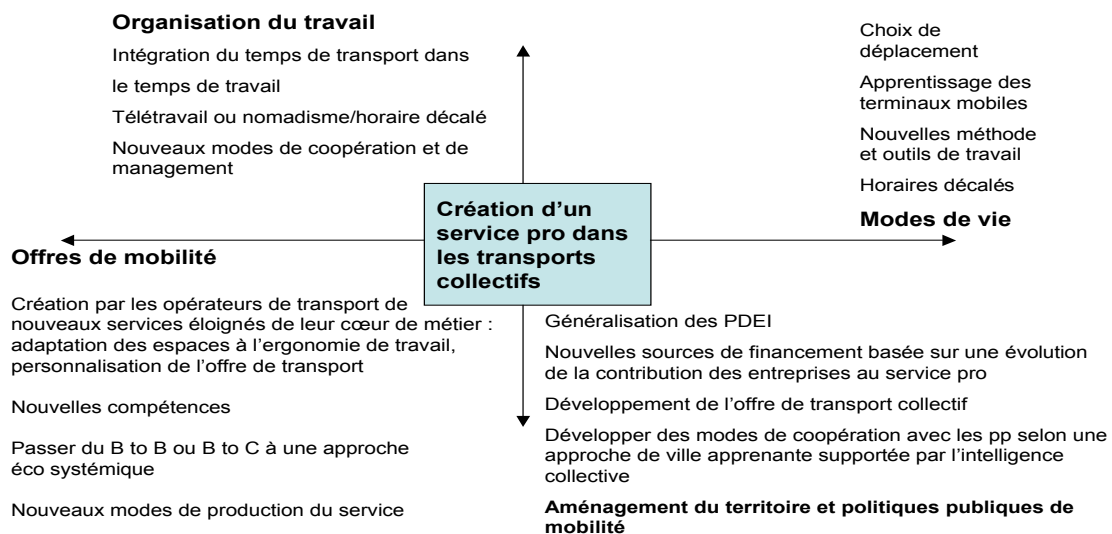 Organisation du travail
Intégration du temps de transport dans
le temps de travail
Télétravail ou nomadisme/horaire décalé
Nouveaux modes de coopération et de
management
Choix de
déplacement
Apprentissage des
terminaux mobiles
Nouvelles méthode
et outils de travail
Horaires décalés
Modes de vie
Création d'un
service pro dans
les transports
collectifs
Offres de mobilité
Création par les opérateurs de transport de
nouveaux services éloignés de leur cœur de métier :
adaptation des espaces à l'ergonomie de travail,
personnalisation de l'offre de transport
Nouvelles compétences
Passer du B to B ou B to C à une approche
éco systémique
Nouveaux modes de production du service
Généralisation des PDEI
Nouvelles sources de financement basée sur une évolution
de la contribution des entreprises au service pro
Développement de l'offre de transport collectif
Développer des modes de coopération avec les pp selon une
approche de ville apprenante supportée par l'intelligence
collective
Aménagement du territoire et politiques publiques de
mobilité